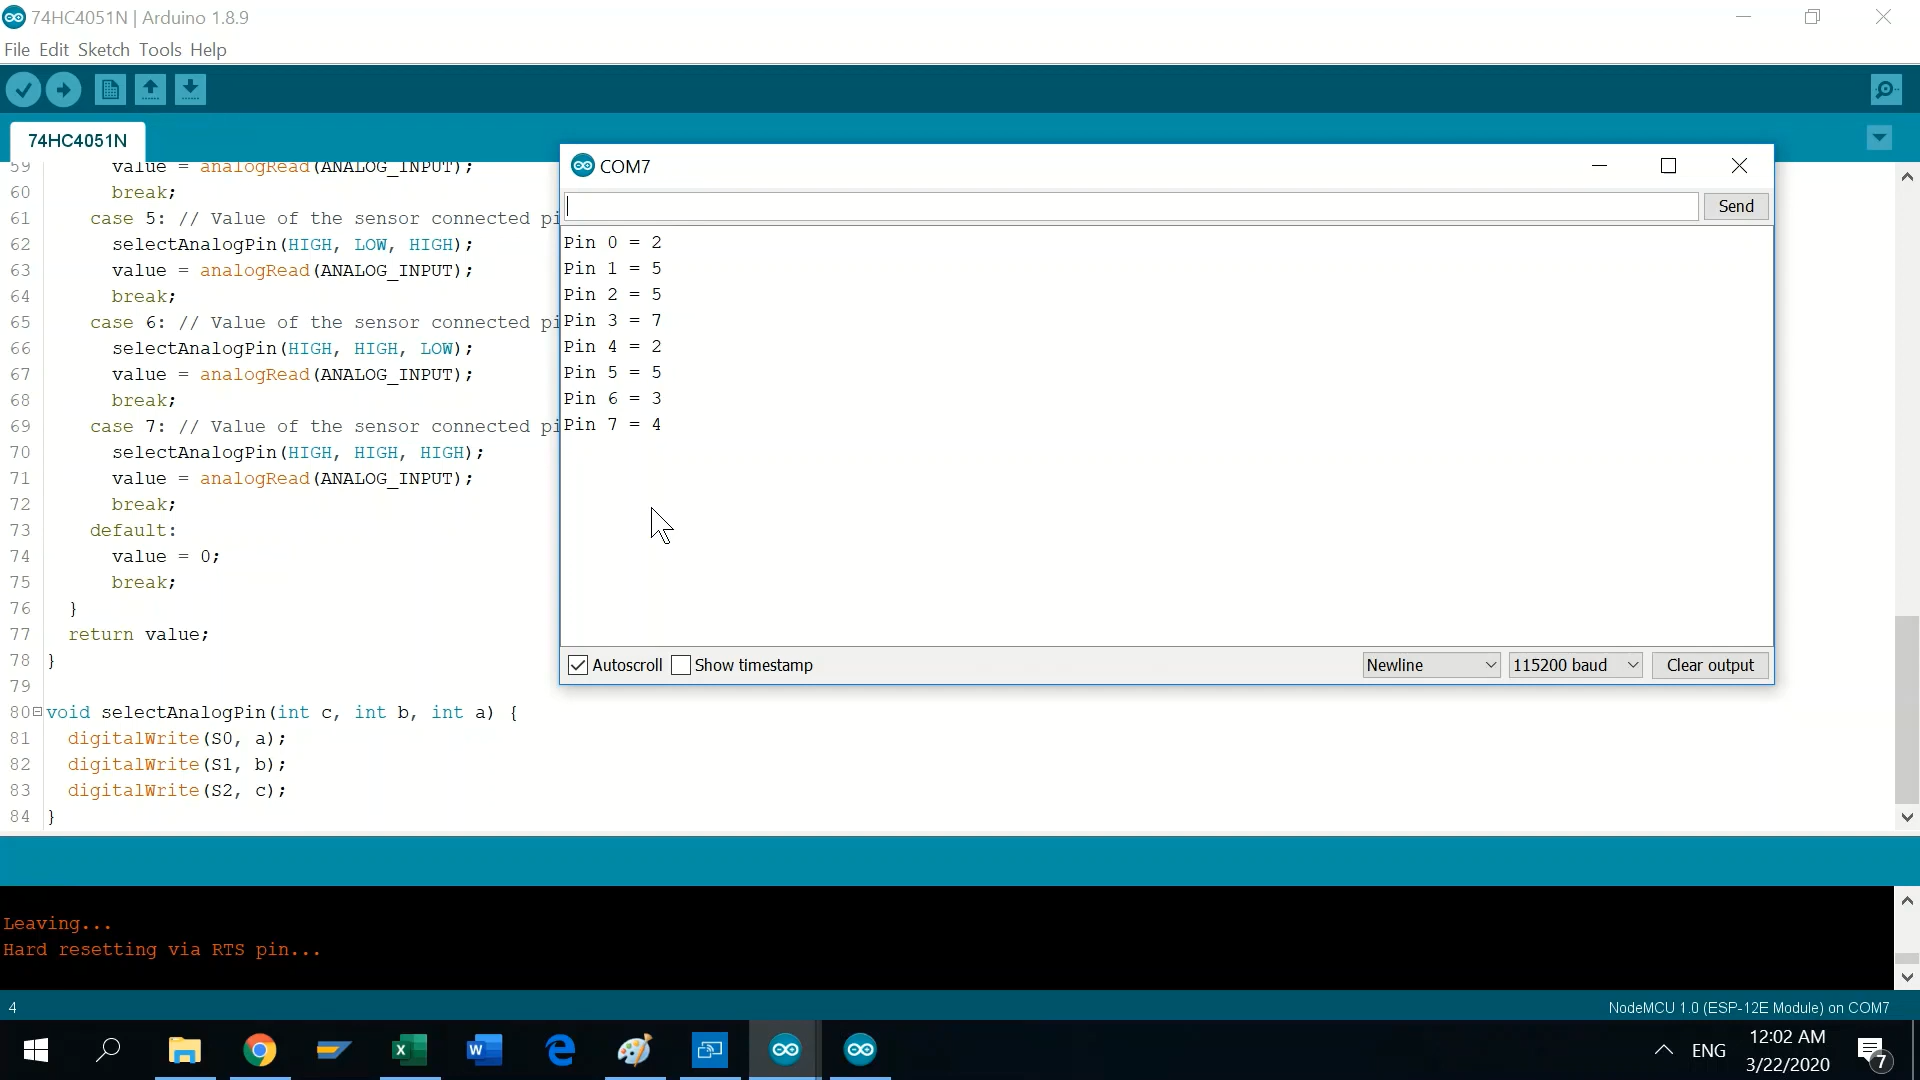 74HC4051N | Arduino 1.8.9
File Edit Sketch Tools Help
74HC4051N
59 value = analogRead(ANALOG_INPUT);
60 break;
61 case 5: // Value of the sensor connected pi
62 selectAnalogPin(HIGH, LOW, HIGH);
63 value = analogRead(ANALOG_INPUT);
64 break;
65 case 6: // Value of the sensor connected pi
66 selectAnalogPin(HIGH, HIGH, LOW);
67 value = analogRead(ANALOG_INPUT);
68 break;
69 case 7: // Value of the sensor connected pi
70 selectAnalogPin(HIGH, HIGH, HIGH);
71 value = analogRead(ANALOG_INPUT);
72 break;
73 default:
74 value = 0;
75 break;
76 }
77 return value;
78 }
79
80 void selectAnalogPin(int c, int b, int a) {
81 digitalWrite(S0, a);
82 digitalWrite(S1, b);
83 digitalWrite(S2, c);
84 }
COM7
Send
Pin 0 = 2
Pin 1 = 5
Pin 2 = 5
Pin 3 = 7
Pin 4 = 2
Pin 5 = 5
Pin 6 = 3
Pin 7 = 4
Autoscroll Show timestamp Newline 115200 baud Clear output
Leaving...
Hard resetting via RTS pin...
4 NodeMCU 1.0 (ESP-12E Module) on COM7
ENG
12:02 AM
3/22/2020
7